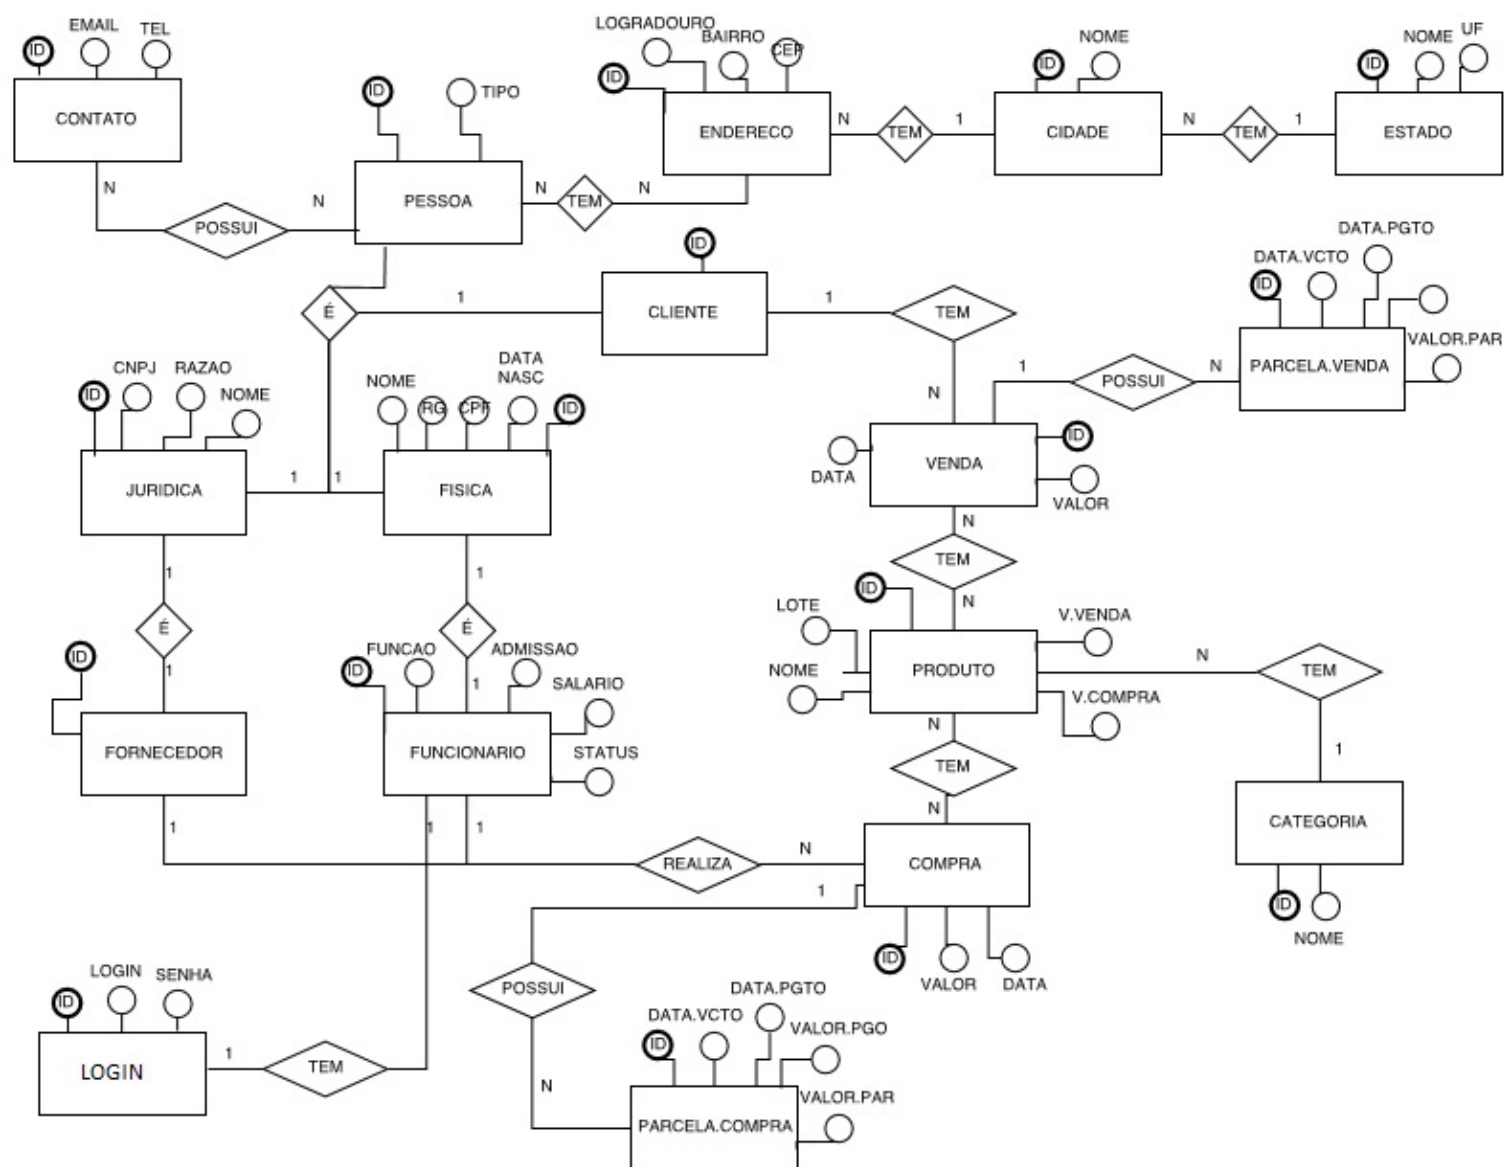 EMAIL
TEL
ID
CONTATO
N
POSSUI
N
ID
TIPO
PESSOA
N
TEM
N
LOGRADOURO
BAIRRO
CEP
ID
ENDERECO
N
TEM
1
ID
NOME
CIDADE
N
TEM
1
ID
NOME
UF
ESTADO
É
1
ID
CLIENTE
1
TEM
N
DATA.PGTO
DATA.VCTO
ID
VALOR.PAR
PARCELA.VENDA
1
POSSUI
N
ID
CNPJ
RAZAO
NOME
JURIDICA
1
1
NOME
RG
CPF
DATA
NASC
ID
FISICA
DATA
VENDA
ID
VALOR
N
TEM
N
1
É
1
1
É
1
ID
FORNECEDOR
1
ID
FUNCAO
ADMISSAO
SALARIO
STATUS
FUNCIONARIO
1
1
ID
LOTE
NOME
PRODUTO
V.VENDA
V.COMPRA
N
TEM
1
N
TEM
N
CATEGORIA
ID
NOME
REALIZA
N
COMPRA
1
ID
VALOR
DATA
POSSUI
N
ID
LOGIN
SENHA
LOGIN
1
TEM
DATA.PGTO
DATA.VCTO
ID
VALOR.PGO
VALOR.PAR
PARCELA.COMPRA